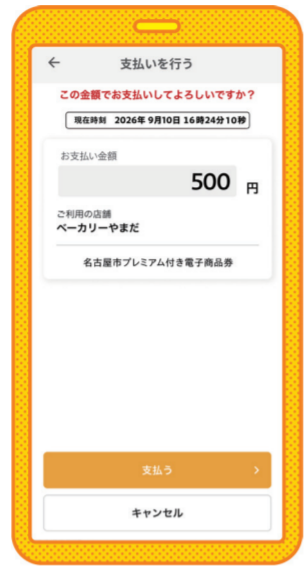 ← 支払いを行う
この金額でお支払いしてよろしいですか？
現在時刻 2026年 9月10日 16時24分10秒
お支払い金額
500 円
ご利用の店舗
ベーカリーやまだ
名古屋市プレミアム付き電子商品券
支払う >
キャンセル